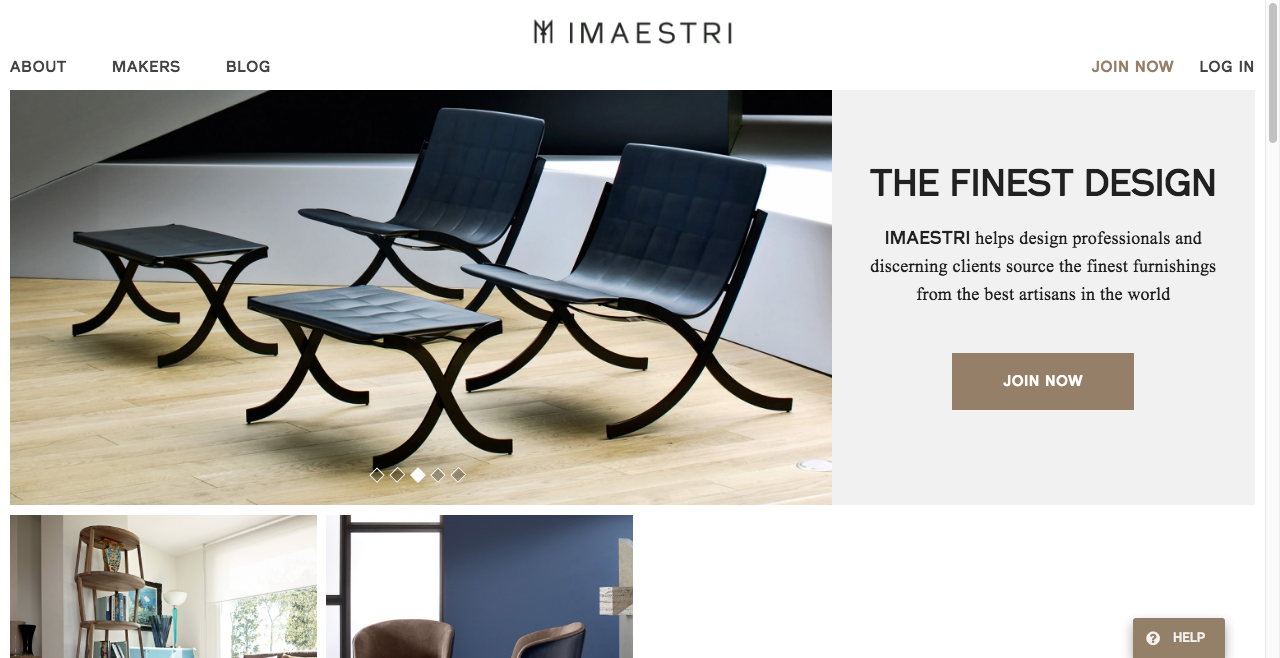 IMAESTRI
ABOUT MAKERS BLOG JOIN NOW LOG IN
THE FINEST DESIGN
IMAESTRI helps design professionals and
discerning clients source the finest furnishings
from the best artisans in the world
JOIN NOW
HELP